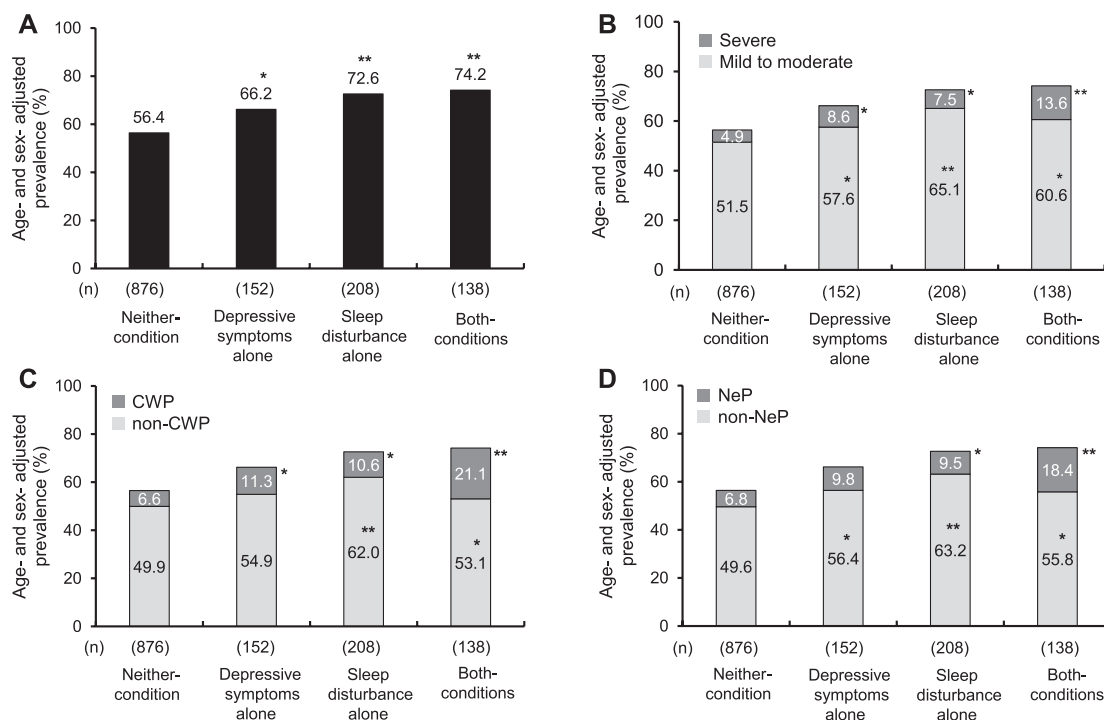 A
Age- and sex- adjusted
prevalence (%)
100
80
60
40
20
0
56.4
*
66.2
**
72.6
**
74.2
(n) (876) (152) (208) (138)
Neither-
condition
Depressive
symptoms
alone
Sleep
disturbance
alone
Both-
conditions
B
Age- and sex- adjusted
prevalence (%)
100
80
60
40
20
0
Severe
Mild to moderate
4.9
51.5
8.6 *
*
57.6
7.5 *
**
65.1
13.6 **
*
60.6
(n) (876) (152) (208) (138)
Neither-
condition
Depressive
symptoms
alone
Sleep
disturbance
alone
Both-
conditions
C
Age- and sex- adjusted
prevalence (%)
100
80
60
40
20
0
CWP
non-CWP
6.6
49.9
11.3 *
54.9
10.6 *
**
62.0
21.1 **
*
53.1
(n) (876) (152) (208) (138)
Neither-
condition
Depressive
symptoms
alone
Sleep
disturbance
alone
Both-
conditions
D
Age- and sex- adjusted
prevalence (%)
100
80
60
40
20
0
NeP
non-NeP
6.8
49.6
9.8
*
56.4
9.5 *
**
63.2
18.4 **
*
55.8
(n) (876) (152) (208) (138)
Neither-
condition
Depressive
symptoms
alone
Sleep
disturbance
alone
Both-
conditions